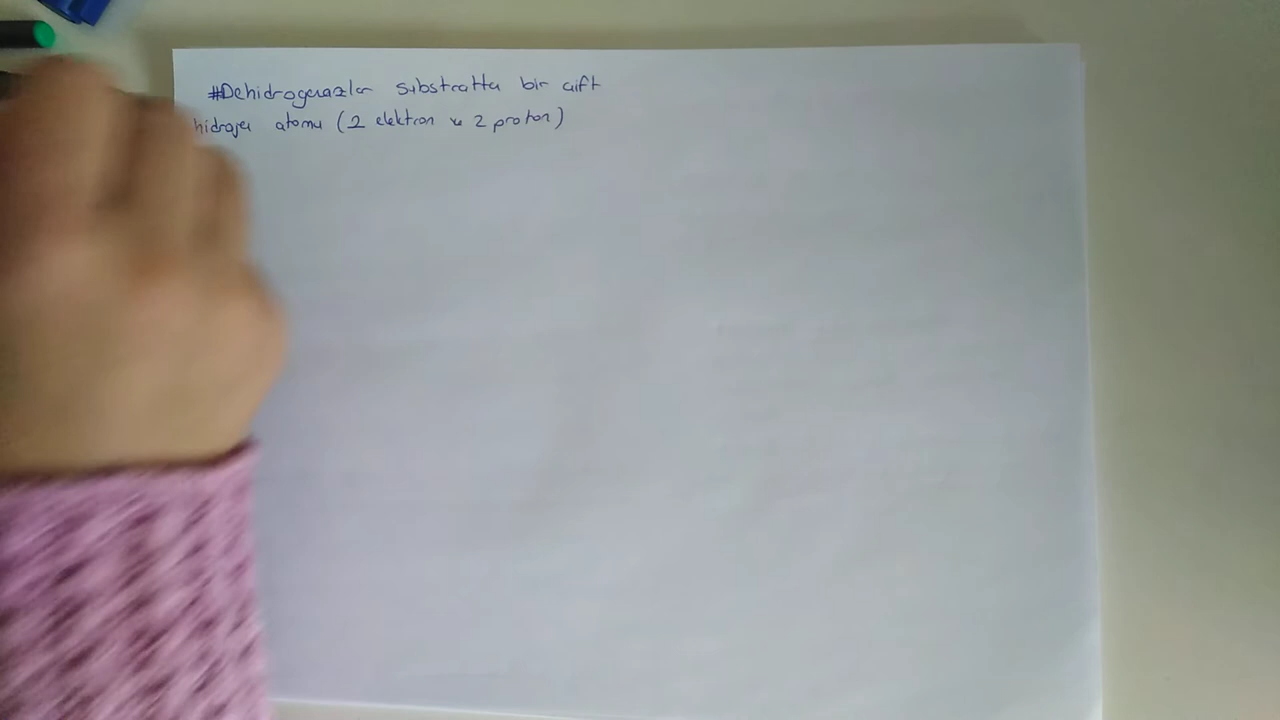 #Dehidrogenazlar substratta bir çift
hidrojen atomu (2 elektron ve 2 proton)